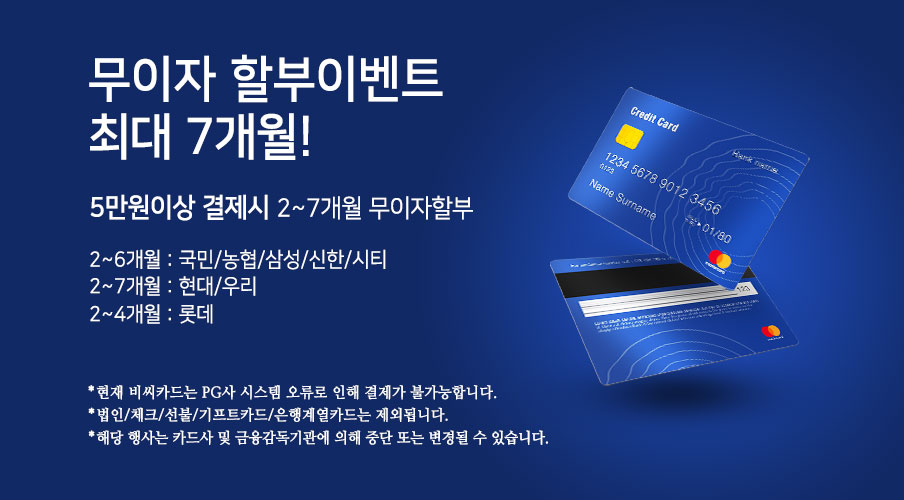 무이자 할부이벤트
최대 7개월!
5만원이상 결제시 2~7개월 무이자할부
2~6개월 : 국민/농협/삼성/신한/시티
2~7개월 : 현대/우리
2~4개월 : 롯데
*현재 비씨카드는 PG사 시스템 오류로 인해 결제가 불가능합니다.
*법인/체크/선불/기프트카드/은행계열카드는 제외됩니다.
*해당 행사는 카드사 및 금융감독기관에 의해 중단 또는 변경될 수 있습니다.
Credit Card
Bank name
1234 5678 9012 3456
0123
01/80
Name Surname
123